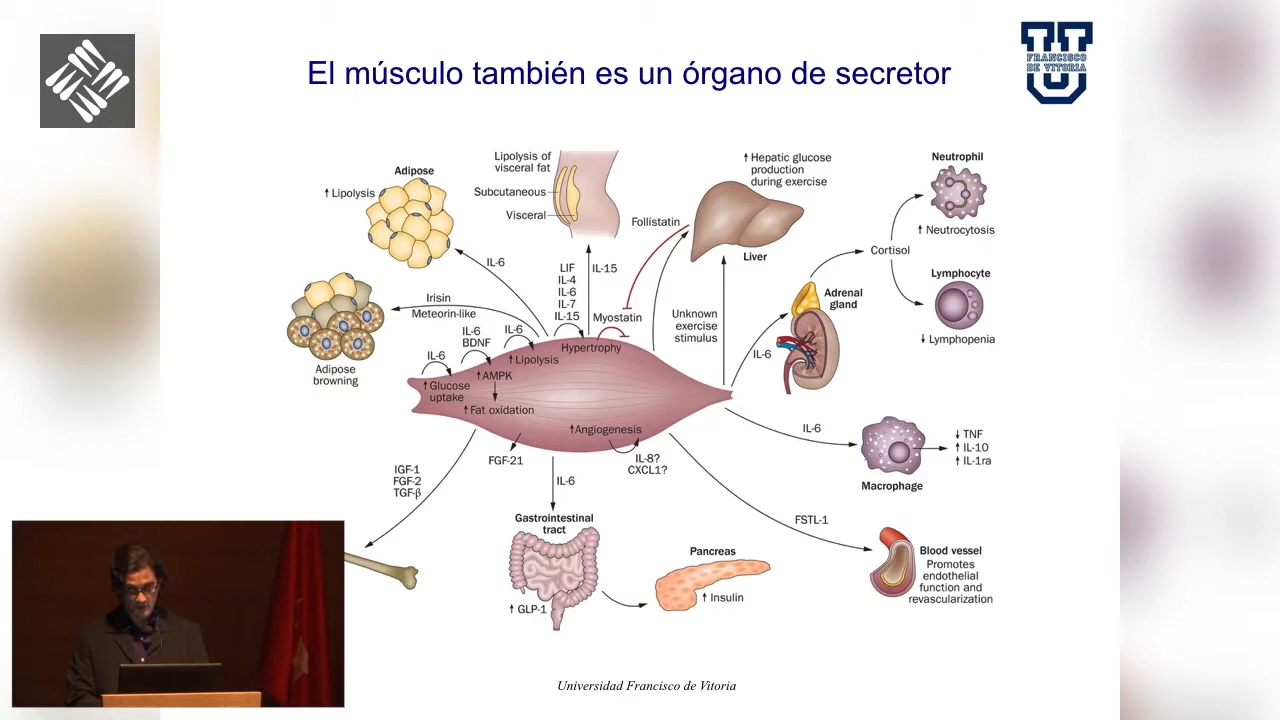 El músculo también es un órgano de secretor
FRANCISCO
DE VITORIA
Adipose
↑ Lipolysis
Lipolysis of
visceral fat
Subcutaneous
Visceral
↑ Hepatic glucose
production
during exercise
Follistatin
Liver
Neutrophil
↑ Neutrocytosis
Cortisol
Lymphocyte
↓ Lymphopenia
Adrenal
gland
IL-6
IL-6
Irisin
Meteorin-like
Adipose
browning
LIF
IL-4
IL-6
IL-7
IL-15
IL-15
Myostatin
Unknown
exercise
stimulus
IL-6
↑ Glucose
uptake
IL-6
BDNF
↑ AMPK
↑ Fat oxidation
IL-6
↑ Lipolysis
Hypertrophy
↑ Angiogenesis
IL-8?
CXCL1?
FGF-21
IL-6
IGF-1
FGF-2
TGF-β
IL-6
Macrophage
↓ TNF
↑ IL-10
↑ IL-1ra
FSTL-1
Blood vessel
Promotes
endothelial
function and
revascularization
Gastrointestinal
tract
↑ GLP-1
Pancreas
↑ Insulin
Universidad Francisco de Vitoria